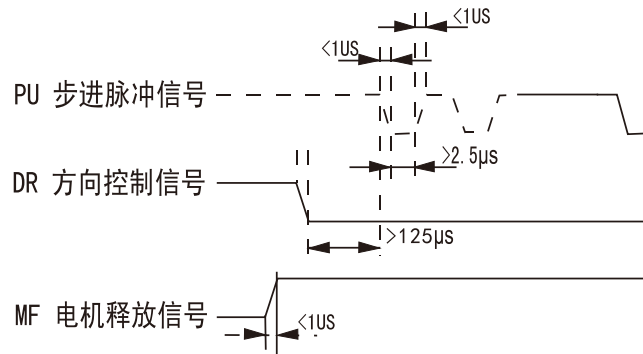 <1US
<1US
PU 步进脉冲信号
>2.5μs
DR 方向控制信号
>125μs
MF 电机释放信号
<1US